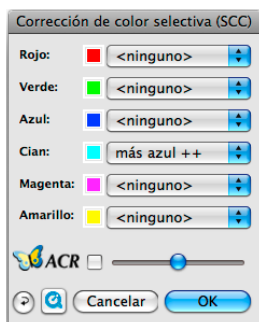 Corrección de color selectiva (SCC)
Rojo: <ninguno>
Verde: <ninguno>
Azul: <ninguno>
Cian: más azul ++
Magenta: <ninguno>
Amarillo: <ninguno>
ACR
Cancelar OK